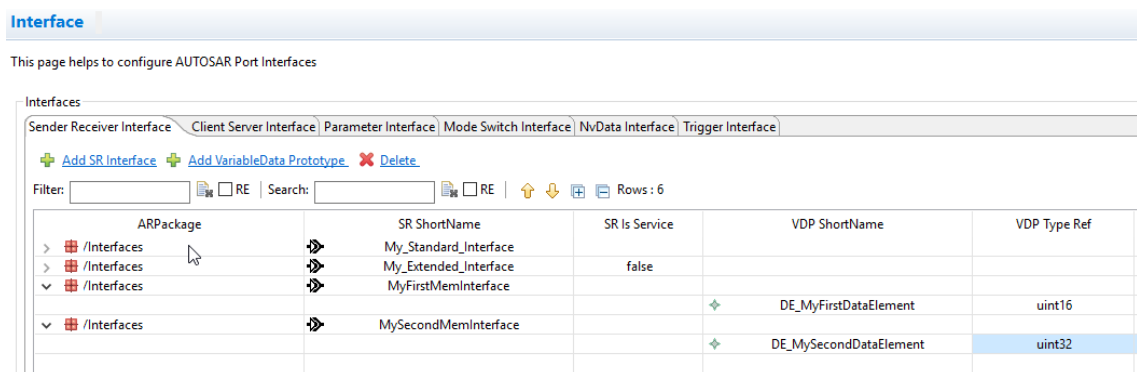 Interface
This page helps to configure AUTOSAR Port Interfaces
Interfaces
Sender Receiver Interface Client Server Interface Parameter Interface Mode Switch Interface NvData Interface Trigger Interface
Add SR Interface Add VariableData Prototype Delete
Filter: RE Search: RE Rows : 6
ARPackage SR ShortName SR Is Service VDP ShortName VDP Type Ref
/Interfaces My_Standard_Interface
/Interfaces My_Extended_Interface false
/Interfaces MyFirstMemInterface
DE_MyFirstDataElement uint16
/Interfaces MySecondMemInterface
DE_MySecondDataElement uint32